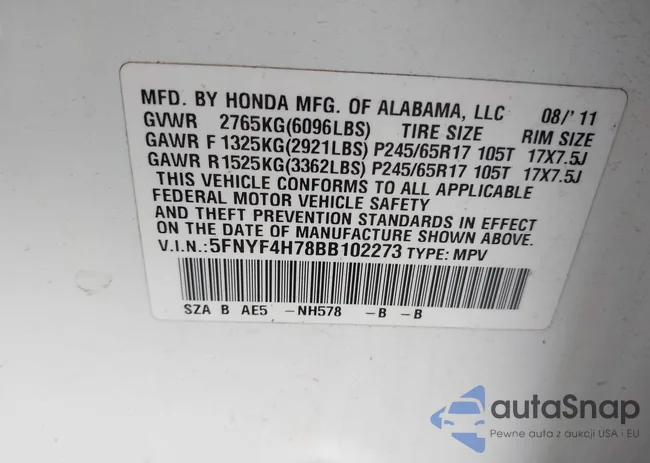 MFD. BY HONDA MFG. OF ALABAMA, LLC 08/'11
GVWR 2765KG(6096LBS) TIRE SIZE RIM SIZE
GAWR F 1325KG(2921LBS) P245/65R17 105T 17X7.5J
GAWR R 1525KG(3362LBS) P245/65R17 105T 17X7.5J
THIS VEHICLE CONFORMS TO ALL APPLICABLE
FEDERAL MOTOR VEHICLE SAFETY
AND THEFT PREVENTION STANDARDS IN EFFECT
ON THE DATE OF MANUFACTURE SHOWN ABOVE.
V.I.N.:5FNYF4H78BB102273 TYPE: MPV
SZA B AE5 -NH578 -B -B
autoSnap
Pewne auta z aukcji USA i EU